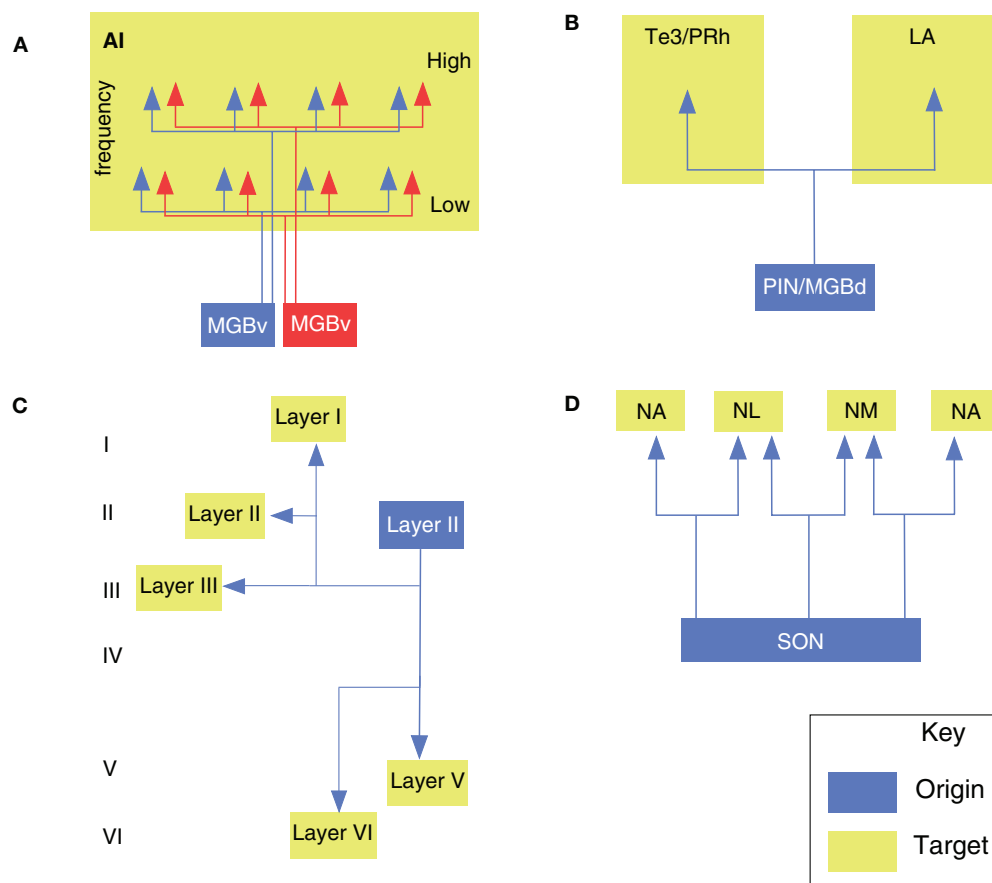 A
AI
High
frequency
Low
MGBv
MGBv
B
Te3/PRh
LA
PIN/MGBd
C
I
II
III
IV
V
VI
Layer I
Layer II
Layer II
Layer III
Layer V
Layer VI
D
NA
NL
NM
NA
SON
Key
Origin
Target